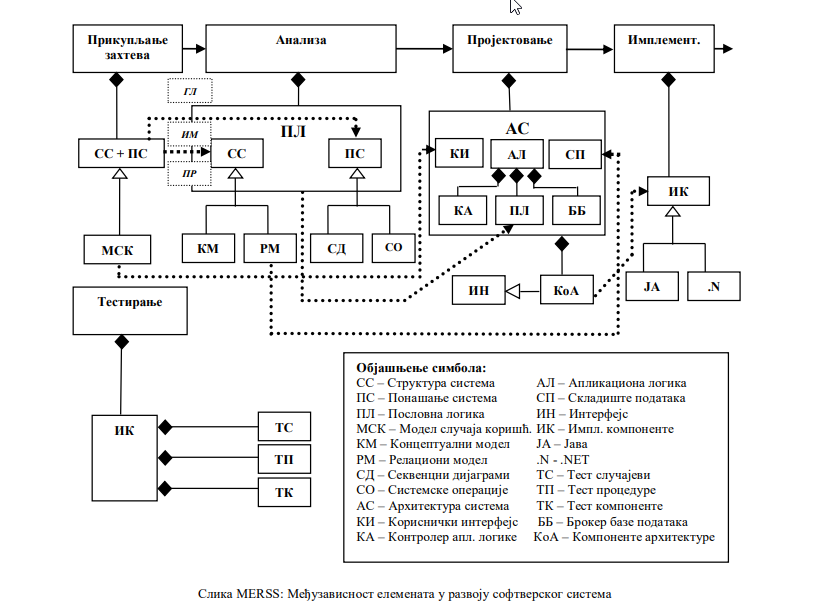 Прикупљање
захтева
Анализа
Пројектовање
Имплемент.
ГЛ
ПЛ
АС
ИМ
СС + ПС
СС
ПС
КИ
АЛ
СП
ПР
ИК
КА
ПЛ
ББ
МСК
КМ
РМ
СД
СО
ИН
КоА
ЈА
.N
Тестирање
ИК
ТС
ТП
ТК
Објашњење симбола:
СС – Структура система
АЛ – Апликациона логика
ПС – Понашање система
СП – Складиште података
ПЛ – Пословна логика
ИН – Интерфејс
МСК – Модел случаја коришћ.
ИК – Импл. компоненте
КМ – Концептуални модел
ЈА – Јава
РМ – Релациони модел
.N - .NET
СД – Секвенцни дијаграми
ТС – Тест случајеви
СО – Системске операције
ТП – Тест процедуре
АС – Архитектура система
ТК – Тест компоненте
КИ – Кориснички интерфејс
ББ – Брокер базе података
КА – Контролер апл. логике
КоА – Компоненте архитектуре
Слика MERSS: Међузависност елемената у развоју софтверског система